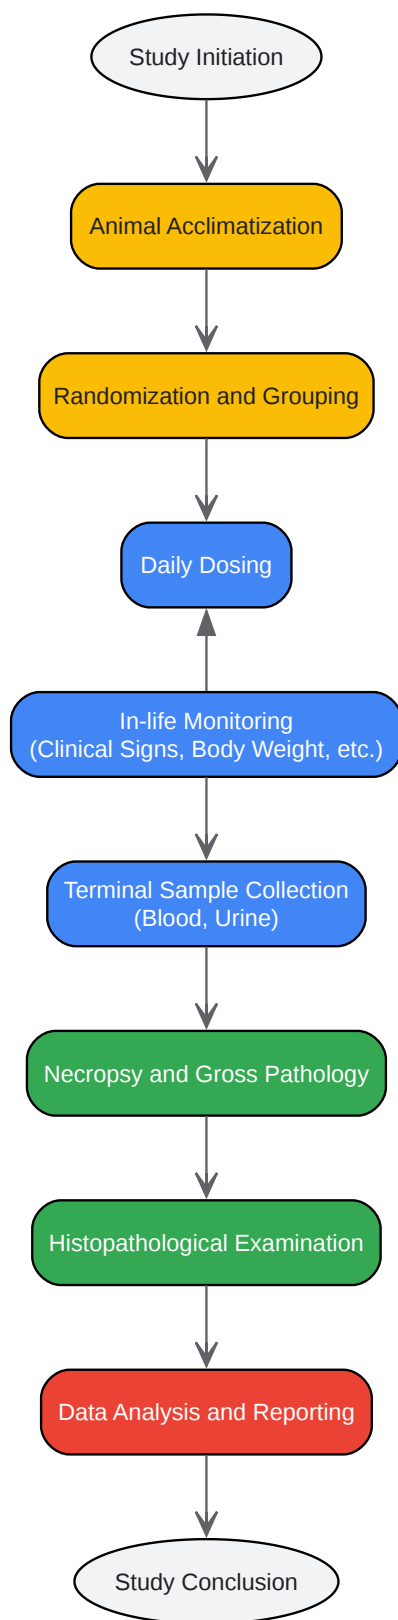 Study Initiation
Animal Acclimatization
Randomization and Grouping
Daily Dosing
In-life Monitoring
(Clinical Signs, Body Weight, etc.)
Terminal Sample Collection
(Blood, Urine)
Necropsy and Gross Pathology
Histopathological Examination
Data Analysis and Reporting
Study Conclusion